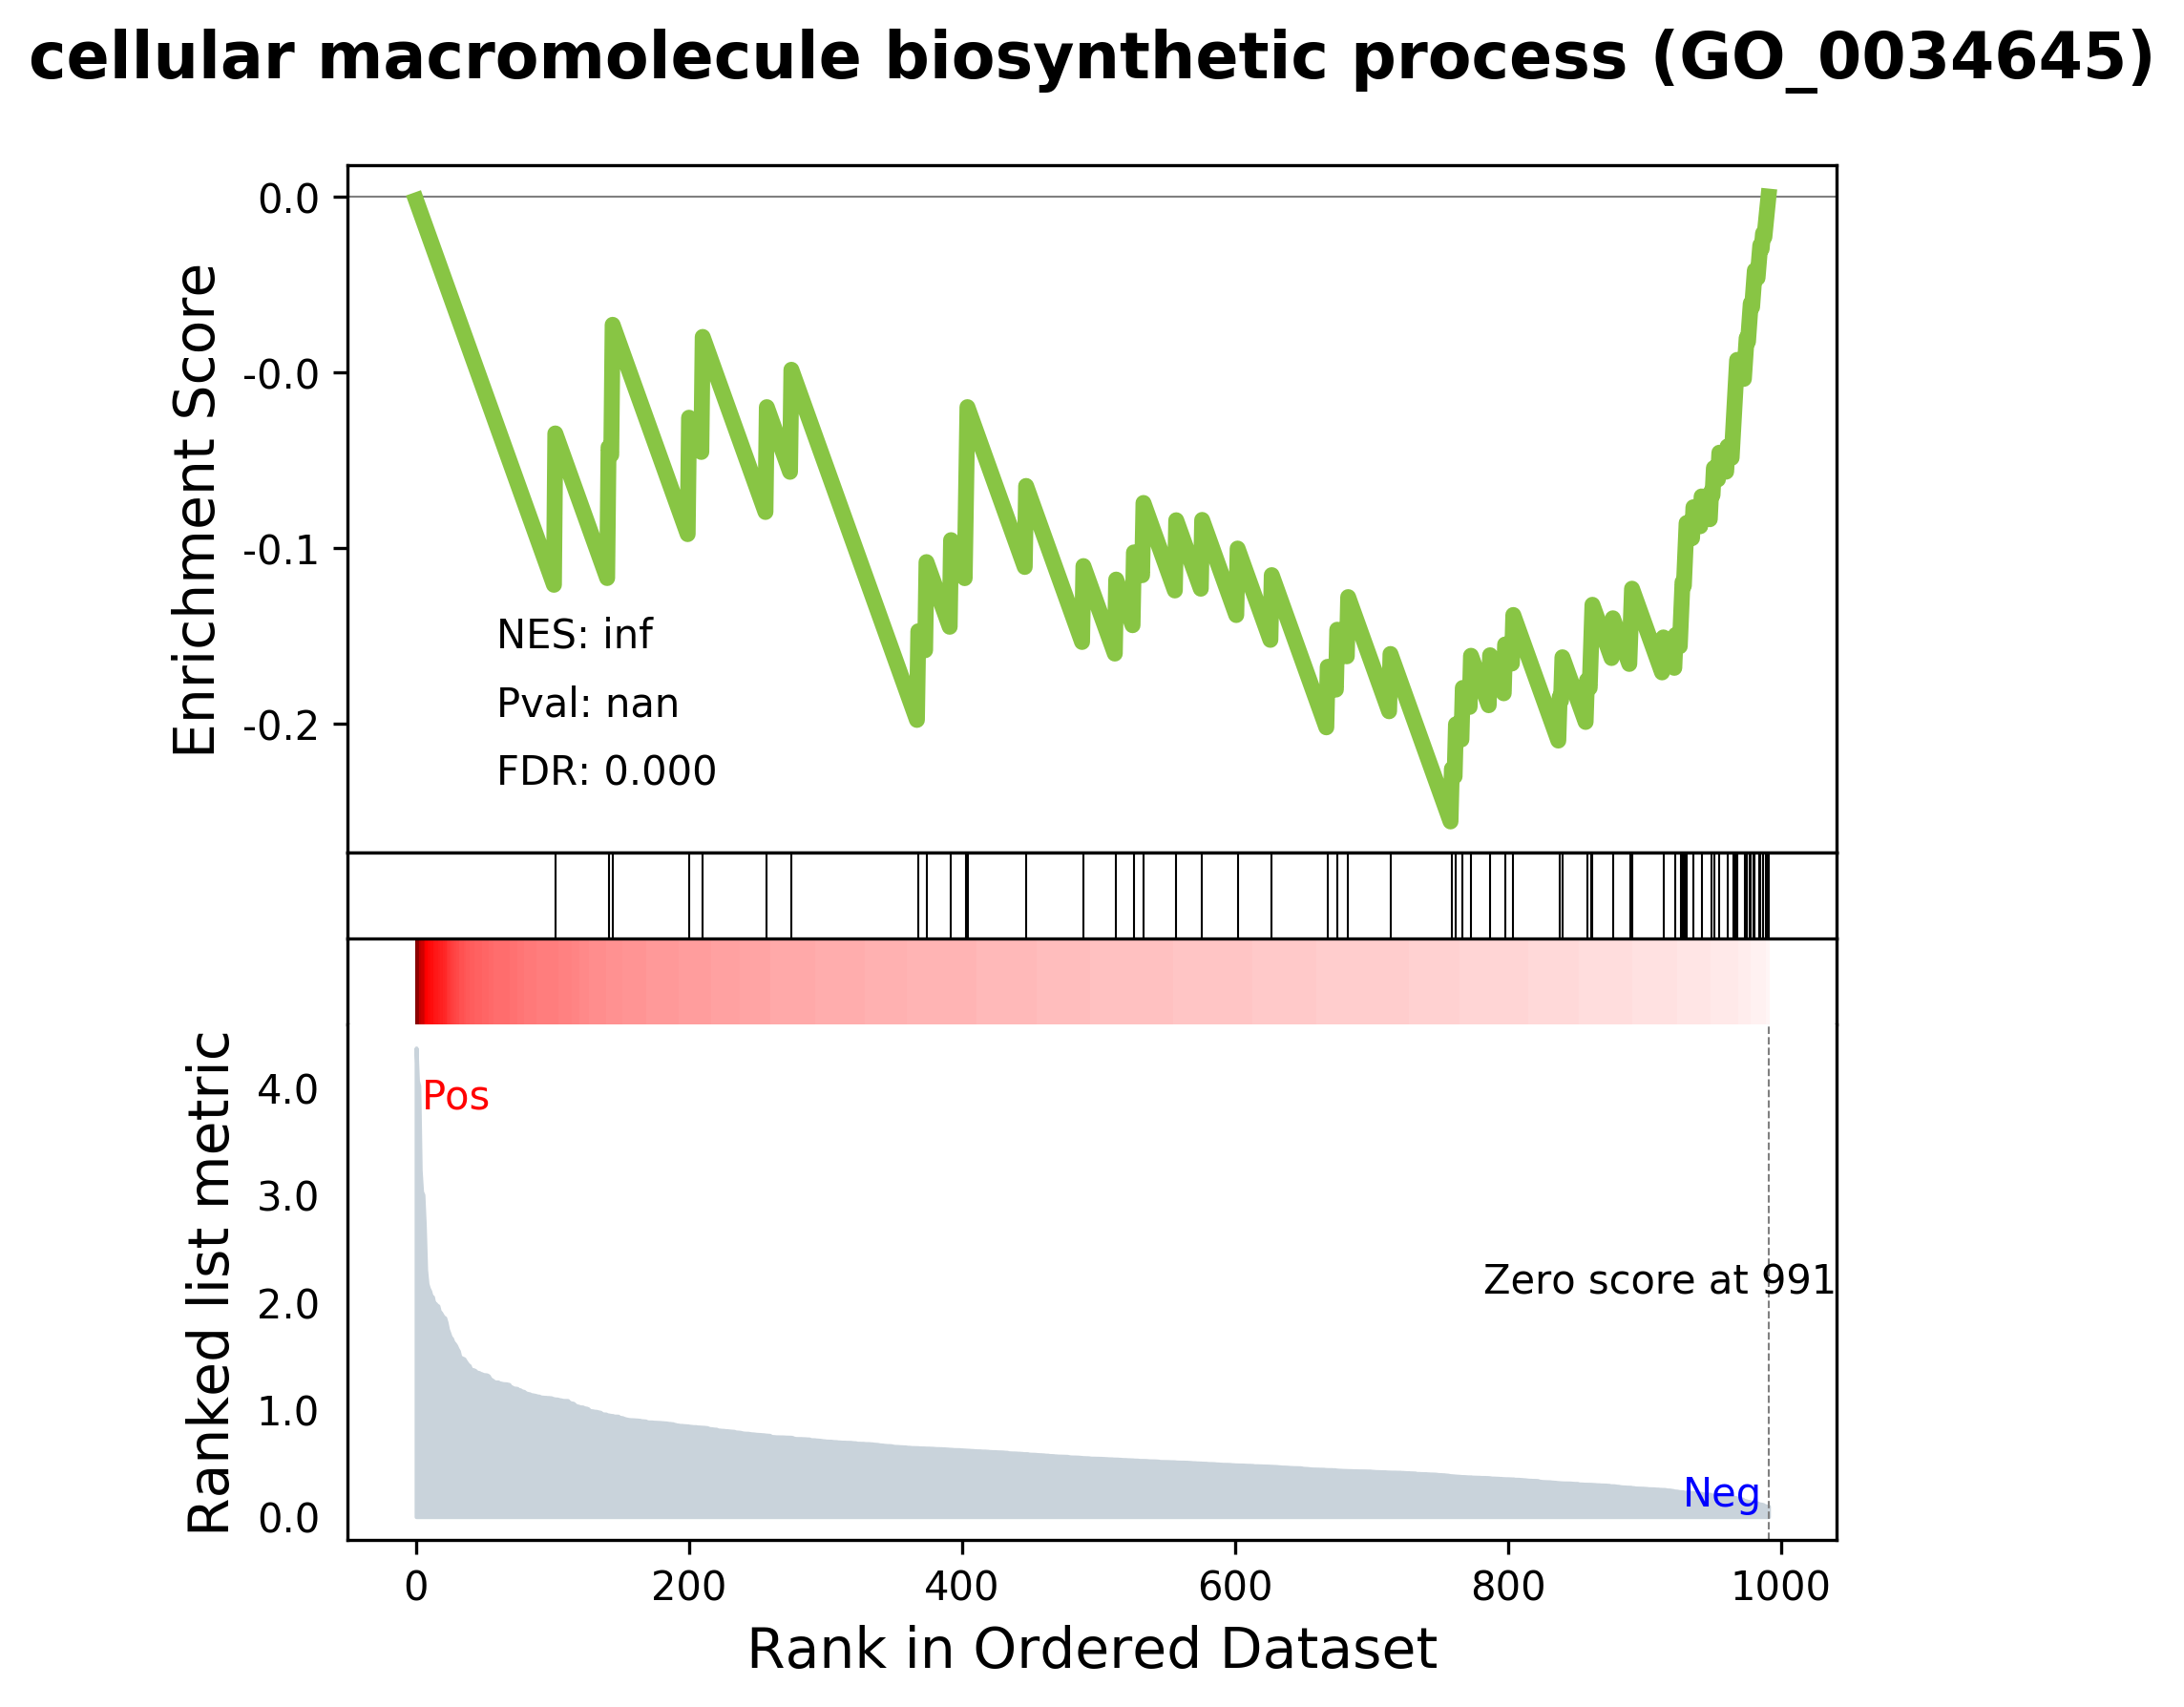 cellular macromolecule biosynthetic process (GO_0034645)
Enrichment Score
0.0
-0.0
-0.1
-0.2
NES: inf
Pval: nan
FDR: 0.000
Ranked list metric
4.0
3.0
2.0
1.0
0.0
Pos
Zero score at 991
Neg
0 200 400 600 800 1000
Rank in Ordered Dataset